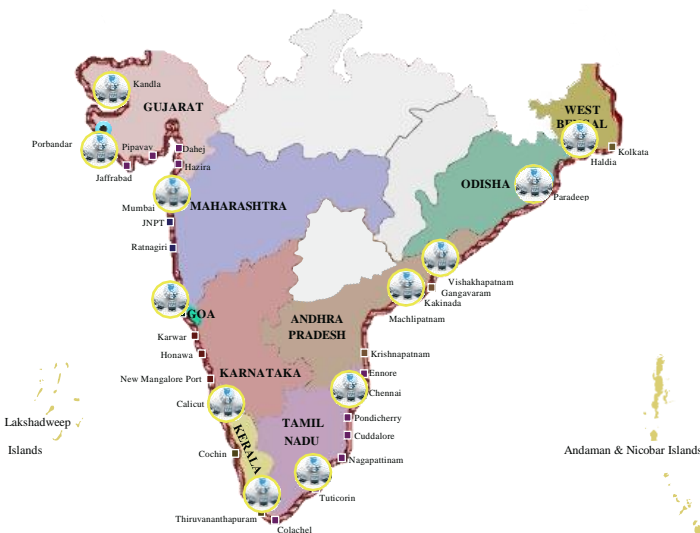 Kandla
GUJARAT
WEST
BENGAL
Porbandar
Pipavav
Dahej
Kolkata
Haldia
Jaffrabad
Hazira
ODISHA
Paradeep
Mumbai
MAHARASHTRA
JNPT
Ratnagiri
Vishakhapatnam
Gangavaram
Kakinada
GOA
Machlipatnam
ANDHRA
PRADESH
Karwar
Honawa
Krishnapatnam
KARNATAKA
Ennore
New Mangalore Port
Chennai
Calicut
Lakshadweep
Islands
TAMIL
NADU
Pondicherry
Cuddalore
KERALA
Cochin
Nagapattinam
Andaman & Nicobar Islands
Tuticorin
Thiruvananthapuram
Colachel